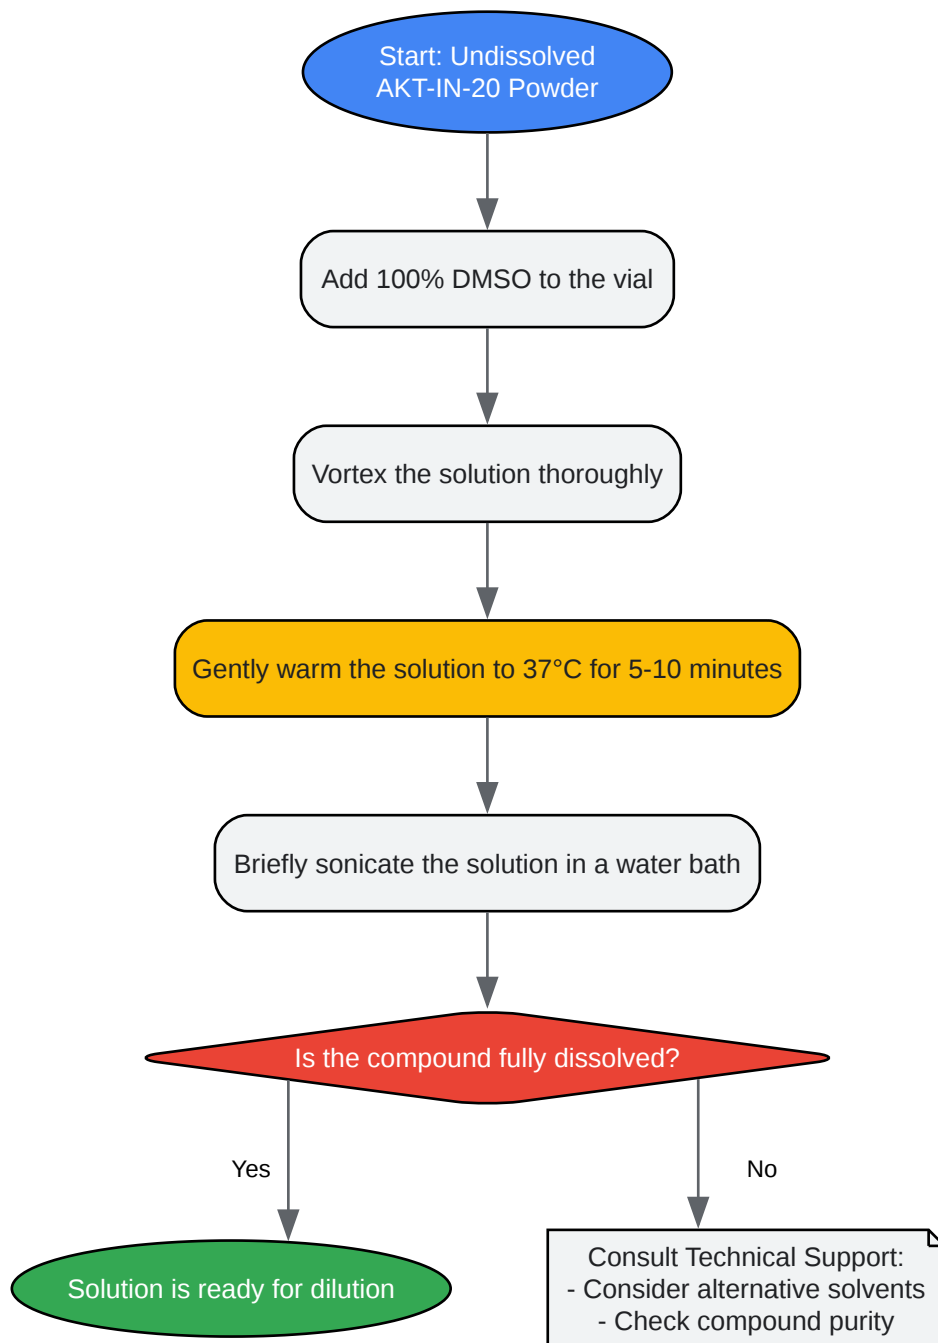 Start: Undissolved
AKT-IN-20 Powder
Add 100% DMSO to the vial
Vortex the solution thoroughly
Gently warm the solution to 37°C for 5-10 minutes
Briefly sonicate the solution in a water bath
Is the compound fully dissolved?
Yes
No
Solution is ready for dilution
Consult Technical Support:
- Consider alternative solvents
- Check compound purity